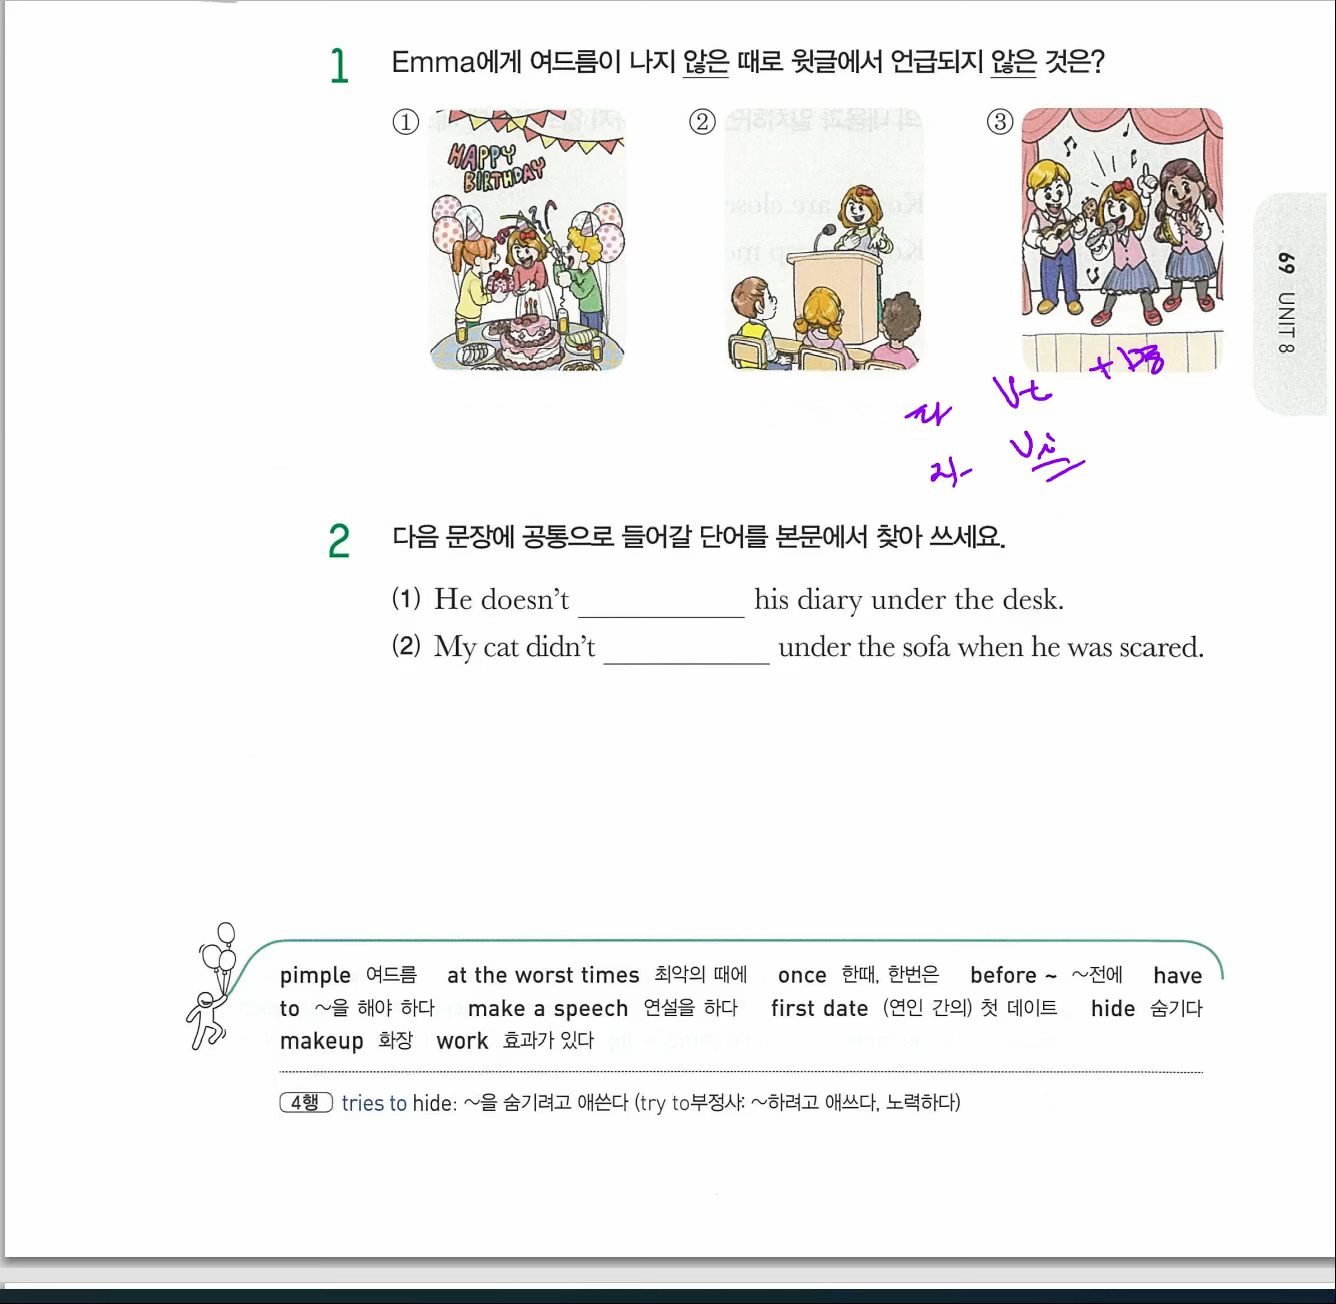 1 Emma에게 여드름이 나지 않은 때로 윗글에서 언급되지 않은 것은?
① ② ③
HAPPY
BIRTHDAY
69 UNIT 8
타 Vt + 목
자 Vi
2 다음 문장에 공통으로 들어갈 단어를 본문에서 찾아 쓰세요.
(1) He doesn't __________ his diary under the desk.
(2) My cat didn't __________ under the sofa when he was scared.
pimple 여드름 at the worst times 최악의 때에 once 한때, 한번은 before ~ ~전에 have
to ~을 해야 하다 make a speech 연설을 하다 first date (연인 간의) 첫 데이트 hide 숨기다
makeup 화장 work 효과가 있다
4행 tries to hide: ~을 숨기려고 애쓴다 (try to부정사: ~하려고 애쓰다, 노력하다)